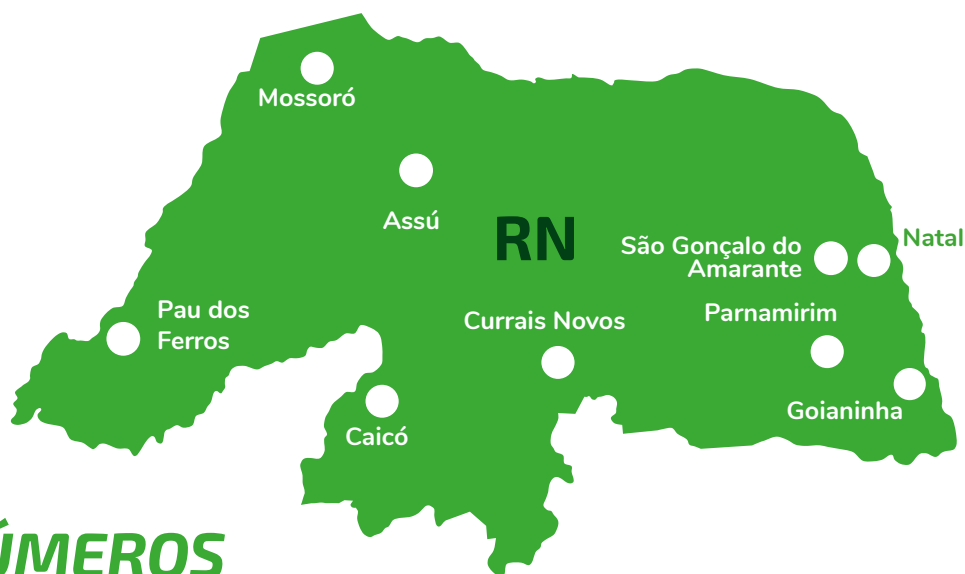 Mossoró
Assú
RN
São Gonçalo do
Amarante
Natal
Pau dos
Ferros
Currais Novos
Parnamirim
Goianinha
Caicó
ÚMEROS